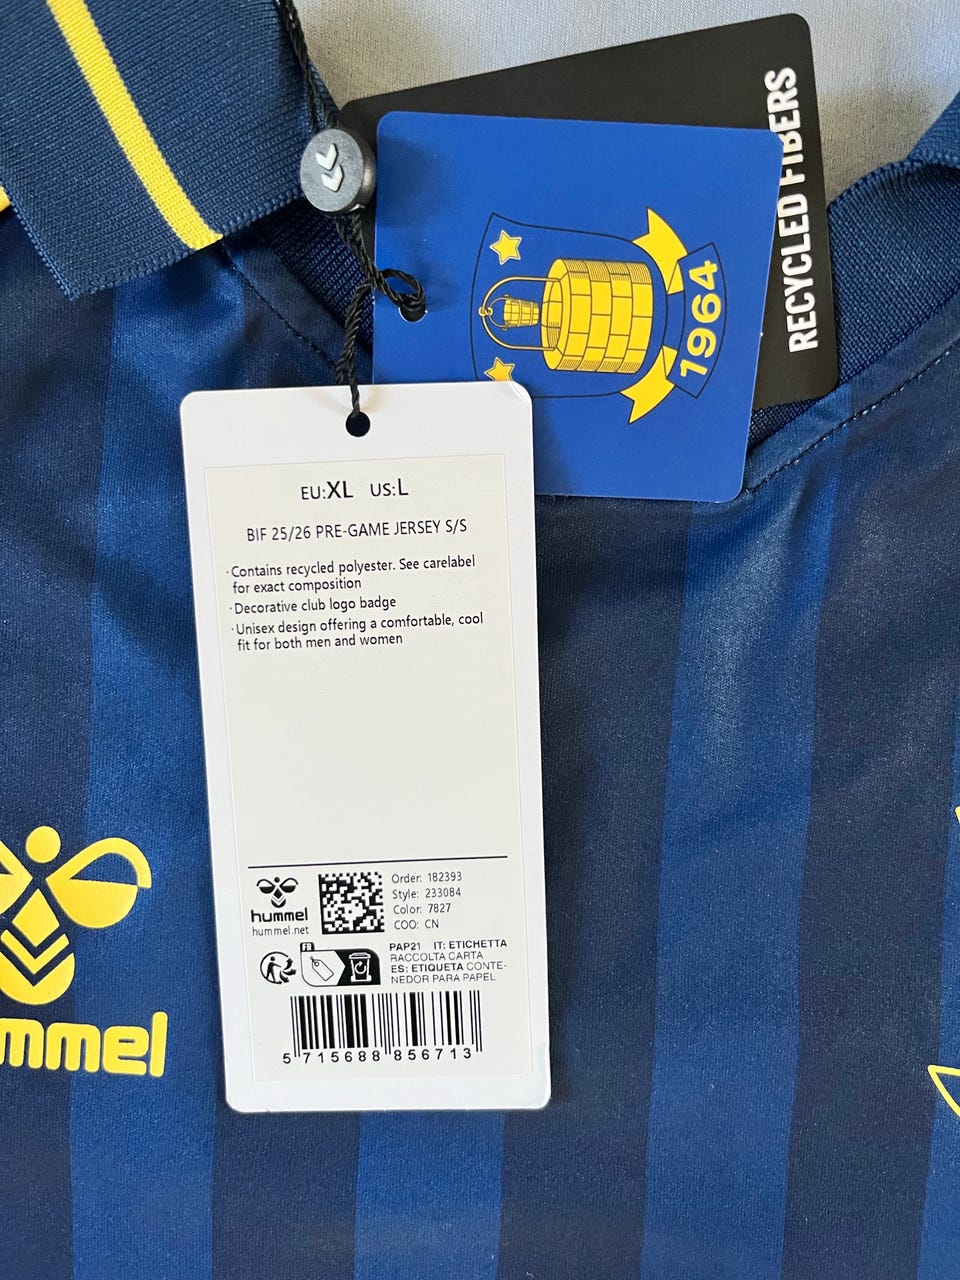 RECYCLED FIBERS
1964
EU:XL US:L
BIF 25/26 PRE-GAME JERSEY S/S
·Contains recycled polyester. See carelabel
for exact composition
·Decorative club logo badge
·Unisex design offering a comfortable, cool
fit for both men and women
hummel
hummel.net
Order: 182393
Style: 233084
Color: 7827
COO: CN
FR
PAP21 IT: ETICHETTA
RACCOLTA CARTA
ES: ETIQUETA CONTE-
NEDOR PARA PAPEL
5 715688 856713
mmel